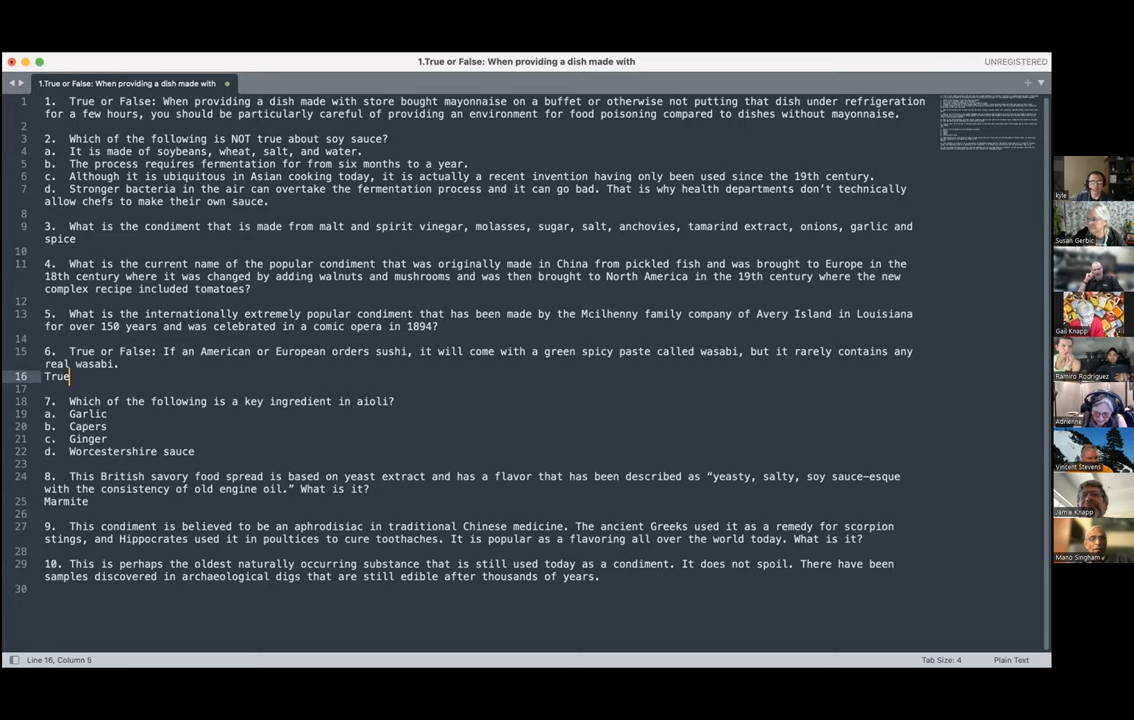 1.True or False: When providing a dish made with
UNREGISTERED
1.True or False: When providing a dish made with
1 1. True or False: When providing a dish made with store bought mayonnaise on a buffet or otherwise not putting that dish under refrigeration
for a few hours, you should be particularly careful of providing an environment for food poisoning compared to dishes without mayonnaise.
2
3 2. Which of the following is NOT true about soy sauce?
4 a. It is made of soybeans, wheat, salt, and water.
5 b. The process requires fermentation for from six months to a year.
6 c. Although it is ubiquitous in Asian cooking today, it is actually a recent invention having only been used since the 19th century.
7 d. Stronger bacteria in the air can overtake the fermentation process and it can go bad. That is why health departments don’t technically
allow chefs to make their own sauce.
8
9 3. What is the condiment that is made from malt and spirit vinegar, molasses, sugar, salt, anchovies, tamarind extract, onions, garlic and
spice
10
11 4. What is the current name of the popular condiment that was originally made in China from pickled fish and was brought to Europe in the
18th century where it was changed by adding walnuts and mushrooms and was then brought to North America in the 19th century where the new
complex recipe included tomatoes?
12
13 5. What is the internationally extremely popular condiment that has been made by the Mcilhenny family company of Avery Island in Louisiana
for over 150 years and was celebrated in a comic opera in 1894?
14
15 6. True or False: If an American or European orders sushi, it will come with a green spicy paste called wasabi, but it rarely contains any
real wasabi.
16 True
17
18 7. Which of the following is a key ingredient in aioli?
19 a. Garlic
20 b. Capers
21 c. Ginger
22 d. Worcestershire sauce
23
24 8. This British savory food spread is based on yeast extract and has a flavor that has been described as “yeasty, salty, soy sauce-esque
with the consistency of old engine oil.” What is it?
25 Marmite
26
27 9. This condiment is believed to be an aphrodisiac in traditional Chinese medicine. The ancient Greeks used it as a remedy for scorpion
stings, and Hippocrates used it in poultices to cure toothaches. It is popular as a flavoring all over the world today. What is it?
28
29 10. This is perhaps the oldest naturally occurring substance that is still used today as a condiment. It does not spoil. There have been
samples discovered in archaeological digs that are still edible after thousands of years.
30
Line 16, Column 5
Tab Size: 4
Plain Text
kyle
Susan Gerbic
Gail Knapp
Ramiro Rodriguez
Adrienne
Vincent Stevens
Jamie Knapp
Mano Singham